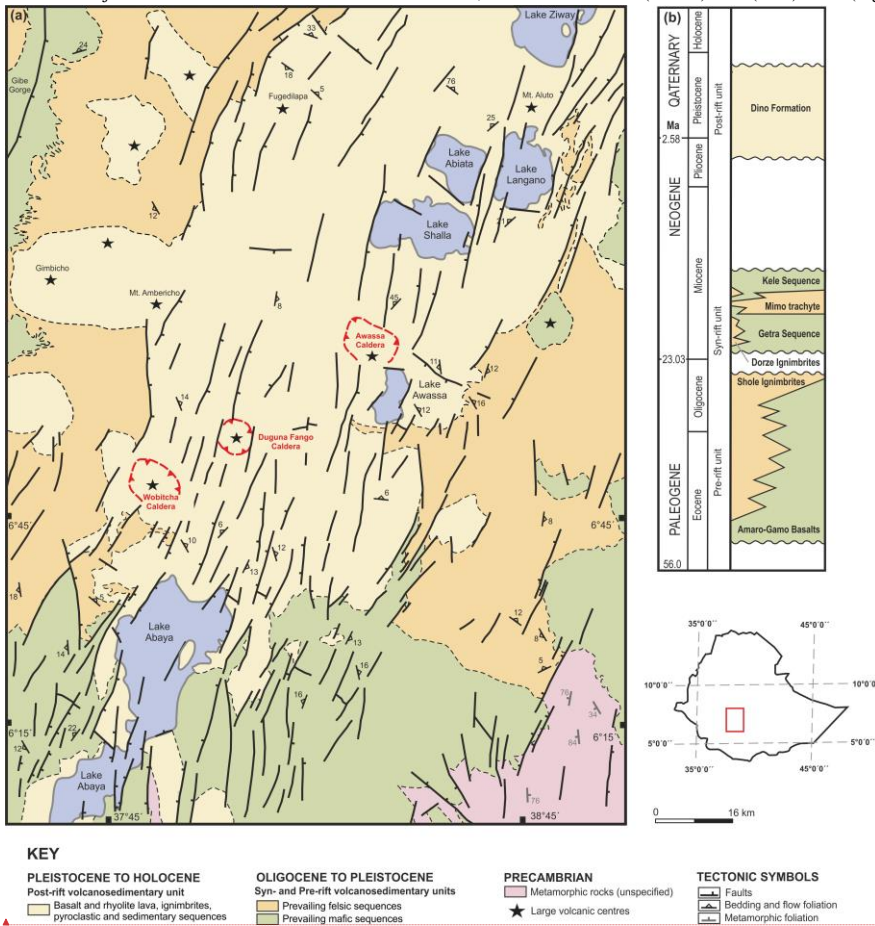 (a)
Gibe
Gorge
24
33
18
5
Fugedilapa
Lake
Ziway
76
Mt. Aluto
25
Lake
Abiata
Lake
Langano
12
Lake
Shalla
21
Gimbicho
Mt. Ambericho
8
45
Awassa
Caldera
11
12
Lake
Awassa
14
12
16
Duguna Fango
Caldera
Wobitcha
Caldera
6
6°45´
6°45´
10
6
8
12
13
18
5
Lake
Abaya
12
8
14
13
5
16
16
76
34
22
84
6°15´
12
6°15´
Lake
Abaya
76
37°45´
38°45´
(b)
QATERNARY
Holocene
Pleistocene
Post-rift unit
Dino Formation
Ma
2.58
NEOGENE
Pliocene
Miocene
Syn-rift unit
Kele Sequence
Mimo trachyte
Getra Sequence
23.03
Dorze Ignimbrites
Shole Ignimbrites
PALEOGENE
Oligocene
Eocene
Pre-rift unit
Amaro-Gamo Basalts
56.0
35°0´0´´
45°0´0´´
10°0´0´´
10°0´0´´
5°0´0´´
5°0´0´´
35°0´0´´
45°0´0´´
0
16 km
KEY
PLEISTOCENE TO HOLOCENE
Post-rift volcanosedimentary unit
Basalt and rhyolite lava, ignimbrites,
pyroclastic and sedimentary sequences
OLIGOCENE TO PLEISTOCENE
Syn- and Pre-rift volcanosedimentary units
Prevailing felsic sequences
Prevailing mafic sequences
PRECAMBRIAN
Metamorphic rocks (unspecified)
Large volcanic centres
TECTONIC SYMBOLS
Faults
Bedding and flow foliation
Metamorphic foliation